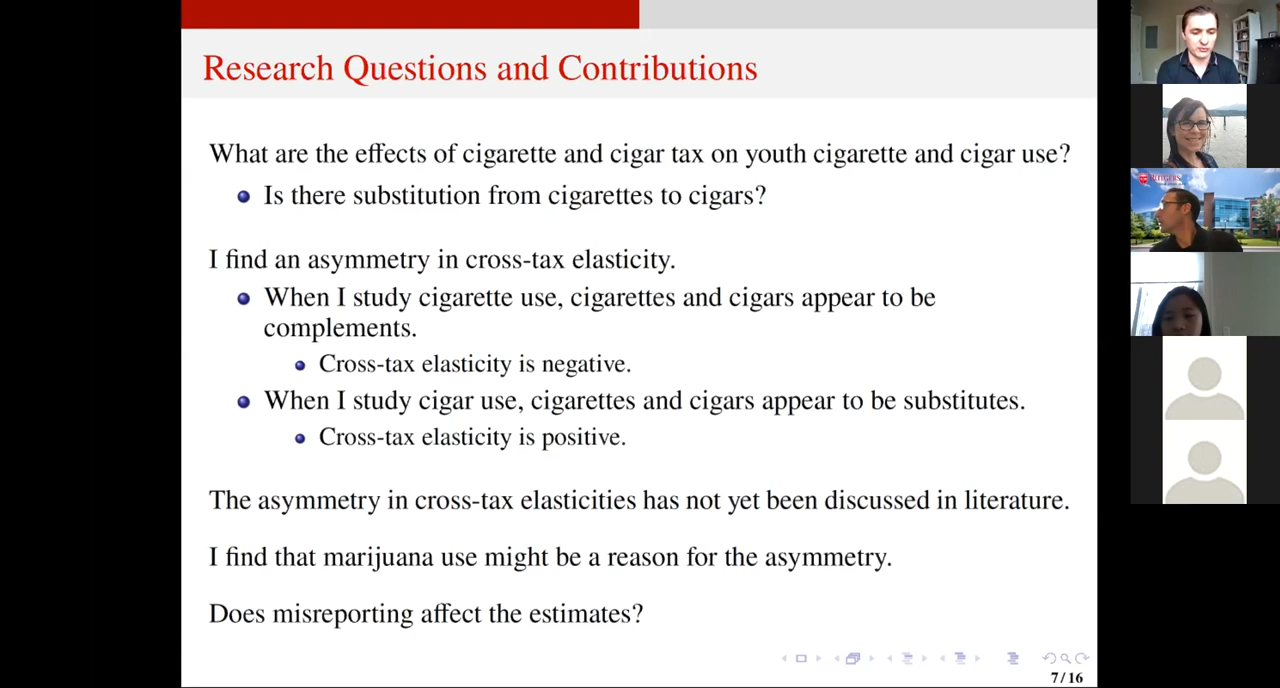 Research Questions and Contributions
What are the effects of cigarette and cigar tax on youth cigarette and cigar use?
Is there substitution from cigarettes to cigars?
I find an asymmetry in cross-tax elasticity.
When I study cigarette use, cigarettes and cigars appear to be
complements.
Cross-tax elasticity is negative.
When I study cigar use, cigarettes and cigars appear to be substitutes.
Cross-tax elasticity is positive.
The asymmetry in cross-tax elasticities has not yet been discussed in literature.
I find that marijuana use might be a reason for the asymmetry.
Does misreporting affect the estimates?
7/16
RUTGERS